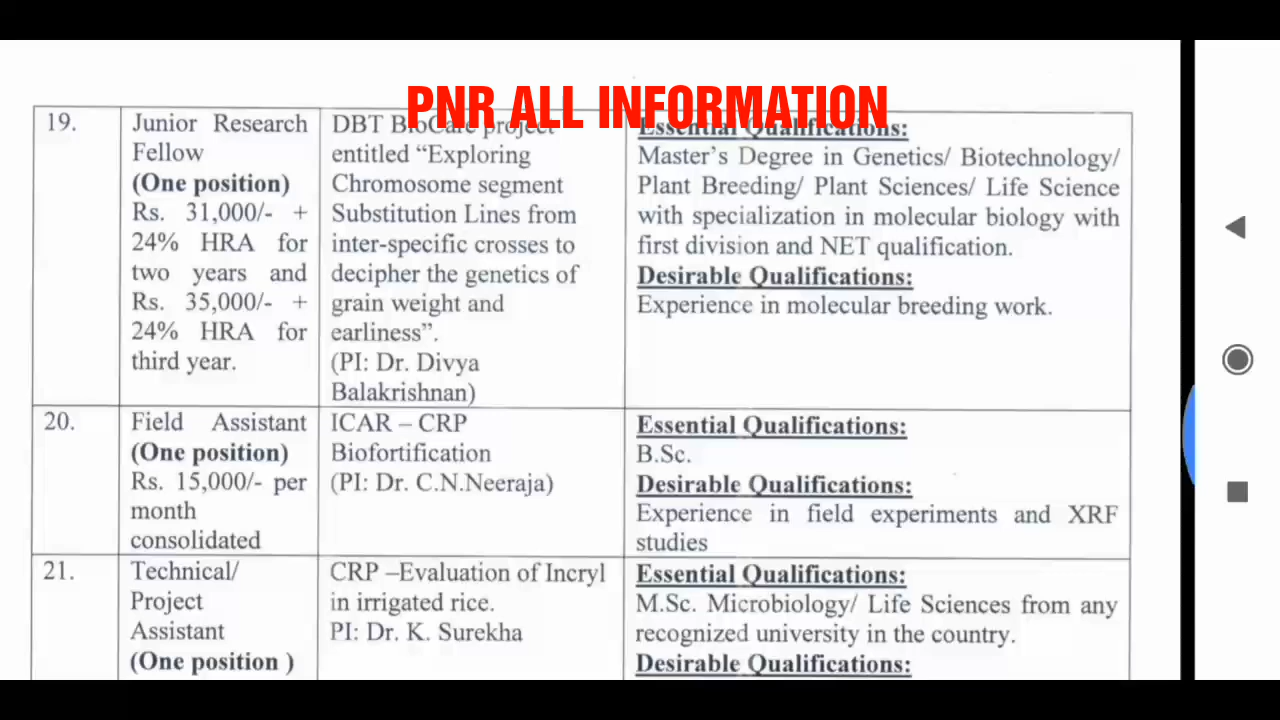 PNR ALL INFORMATION
19.
Junior Research
Fellow
(One position)
Rs. 31,000/- +
24% HRA for
two years and
Rs. 35,000/- +
24% HRA for
third year.
DBT BioCare project
entitled “Exploring
Chromosome segment
Substitution Lines from
inter-specific crosses to
decipher the genetics of
grain weight and
earliness”.
(PI: Dr. Divya
Balakrishnan)
Essential Qualifications:
Master’s Degree in Genetics/ Biotechnology/
Plant Breeding/ Plant Sciences/ Life Science
with specialization in molecular biology with
first division and NET qualification.
Desirable Qualifications:
Experience in molecular breeding work.
20.
Field Assistant
(One position)
Rs. 15,000/- per
month
consolidated
ICAR – CRP
Biofortification
(PI: Dr. C.N.Neeraja)
Essential Qualifications:
B.Sc.
Desirable Qualifications:
Experience in field experiments and XRF
studies
21.
Technical/
Project
Assistant
(One position )
CRP –Evaluation of Incryl
in irrigated rice.
PI: Dr. K. Surekha
Essential Qualifications:
M.Sc. Microbiology/ Life Sciences from any
recognized university in the country.
Desirable Qualifications: